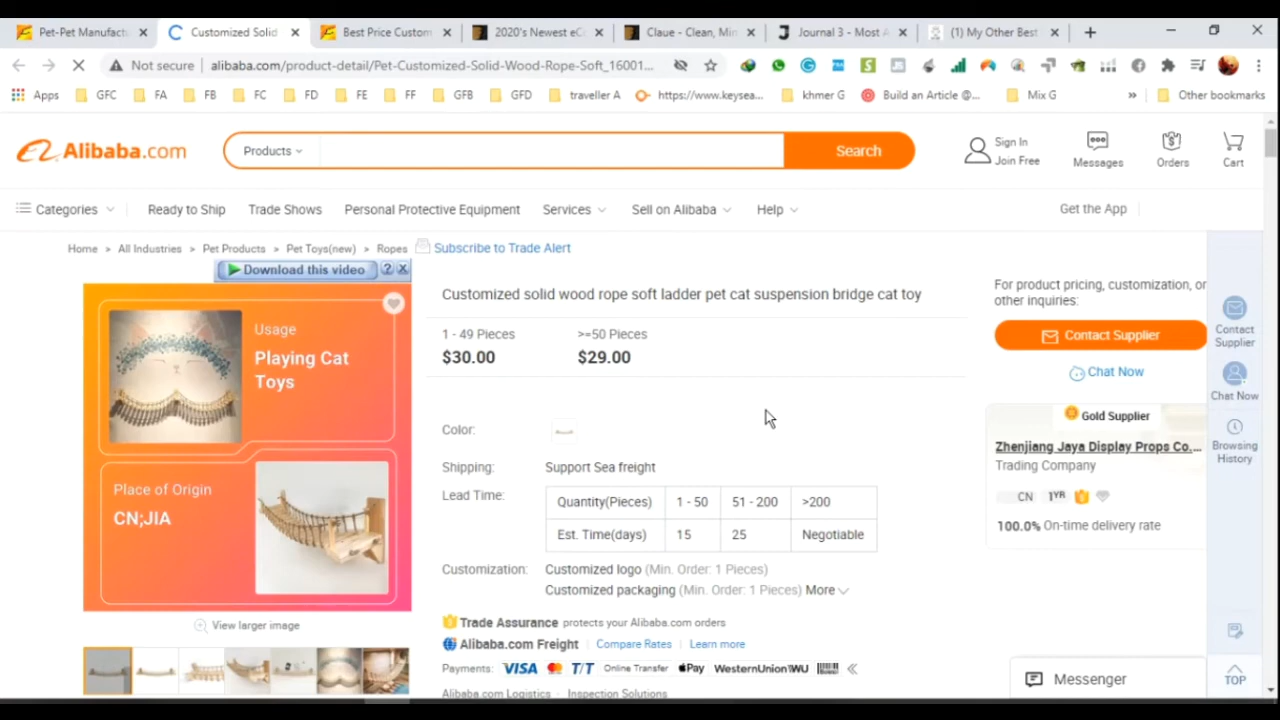 Pet-Pet Manufactu
Customized Solid
Best Price Custom
2020's Newest eC
Claue - Clean, Min
Journal 3 - Most A
(1) My Other Best
Not secure
alibaba.com/product-detail/Pet-Customized-Solid-Wood-Rope-Soft_16001...
Apps
GFC
FA
FB
FC
FD
FE
FF
GFB
GFD
traveller A
https://www.keysea...
khmer G
Build an Article @...
Mix G
Other bookmarks
Alibaba.com
Products
Search
Sign In
Join Free
Messages
Orders
Cart
Categories
Ready to Ship
Trade Shows
Personal Protective Equipment
Services
Sell on Alibaba
Help
Get the App
Home > All Industries > Pet Products > Pet Toys(new) > Ropes
Subscribe to Trade Alert
Download this video
Usage
Playing Cat
Toys
Place of Origin
CN;JIA
View larger image
Customized solid wood rope soft ladder pet cat suspension bridge cat toy
1 - 49 Pieces >=50 Pieces
$30.00 $29.00
Color:
Shipping: Support Sea freight
Lead Time:
Quantity(Pieces) 1 - 50 51 - 200 >200
Est. Time(days) 15 25 Negotiable
Customization: Customized logo (Min. Order: 1 Pieces)
Customized packaging (Min. Order: 1 Pieces) More
Trade Assurance protects your Alibaba.com orders
Alibaba.com Freight Compare Rates Learn more
Payments: VISA T/T Online Transfer Pay WesternUnion WU
Alibaba.com Logistics Inspection Solutions
For product pricing, customization, or
other inquiries:
Contact Supplier
Chat Now
Gold Supplier
Zhenjiang Jaya Display Props Co....
Trading Company
CN 1YR
100.0% On-time delivery rate
Contact
Supplier
Chat Now
Browsing
History
TOP
Messenger